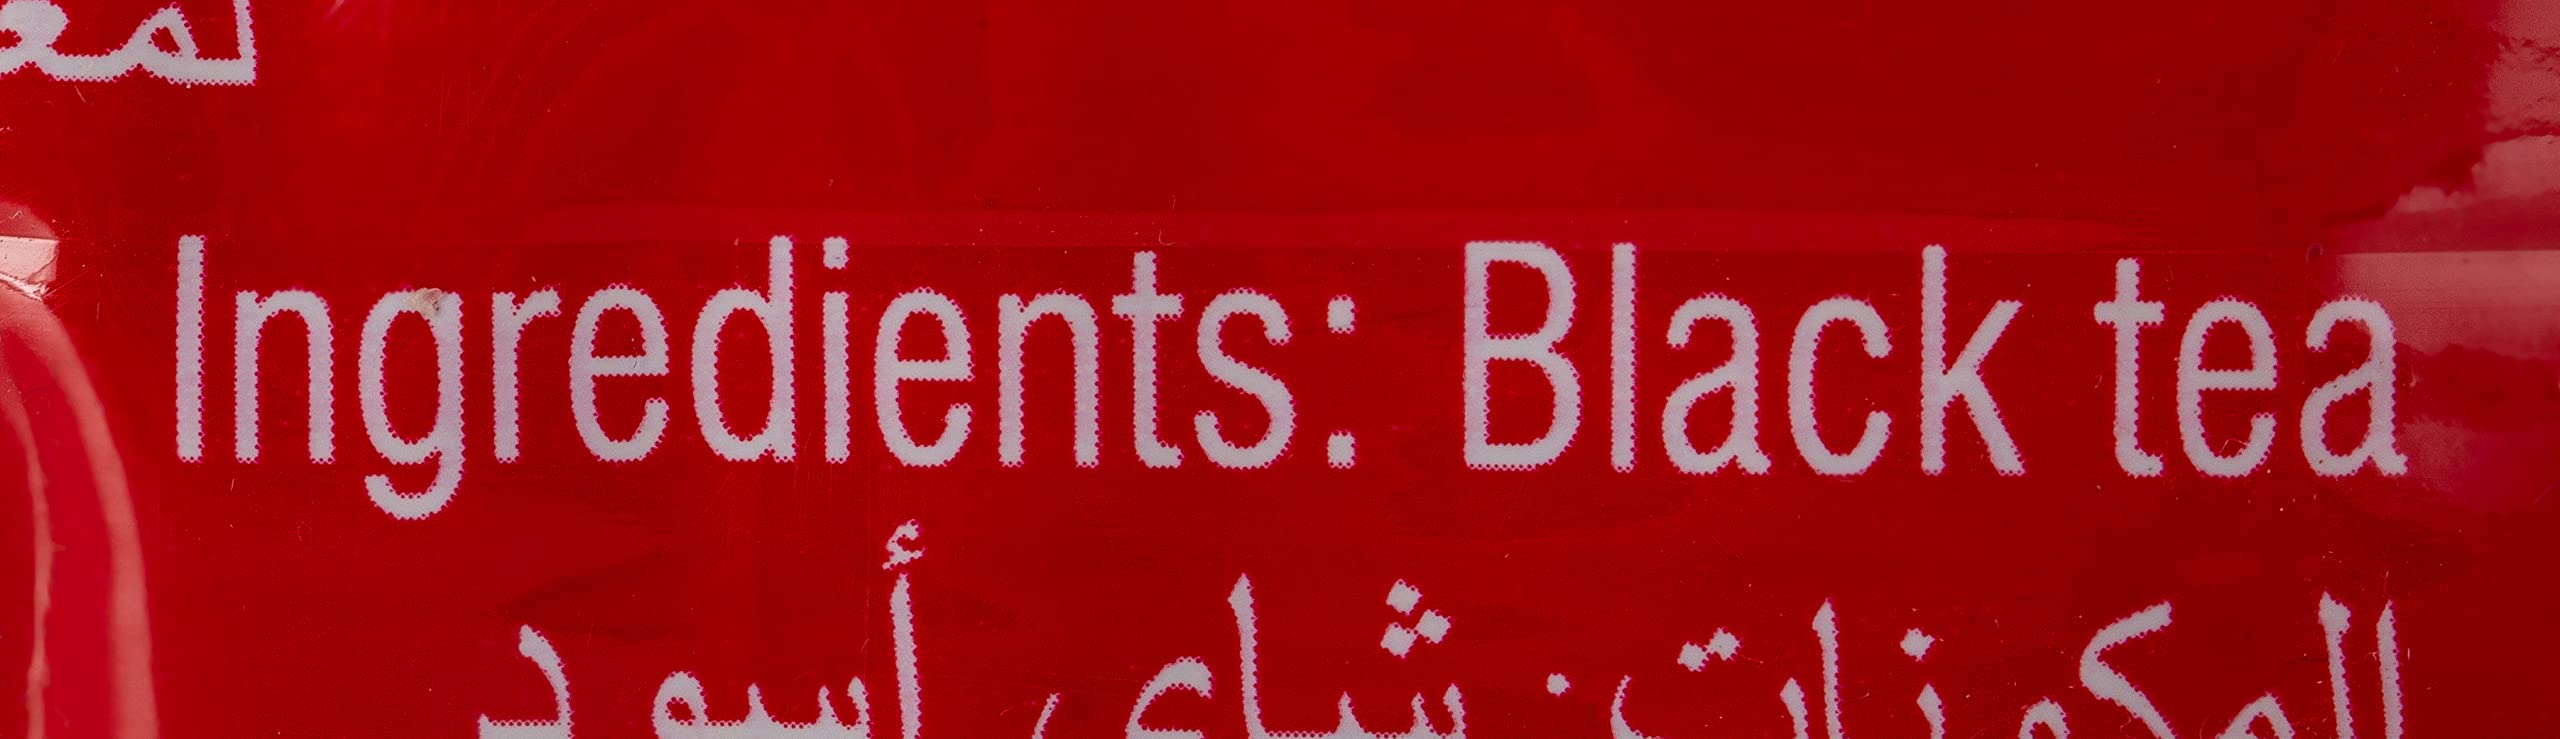 Ingredients: Black tea
المكونات: شاي أسود